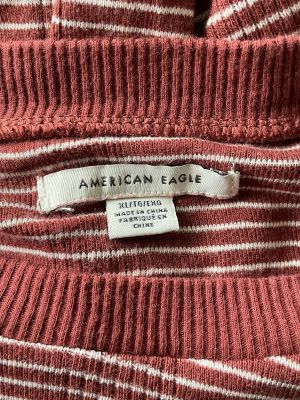 AMERICAN EAGLE
XL/TG/EXG
MADE IN CHINA
FABRIQUÉ EN
CHINE